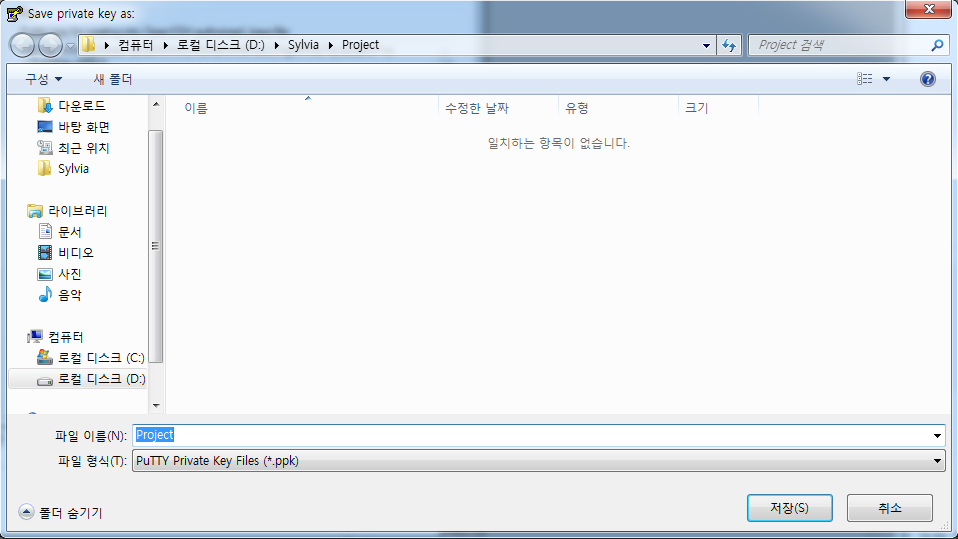 Save private key as:
컴퓨터 로컬 디스크 (D:) Sylvia Project
Project 검색
구성 새 폴더
다운로드
바탕 화면
최근 위치
Sylvia
라이브러리
문서
비디오
사진
음악
컴퓨터
로컬 디스크 (C:)
로컬 디스크 (D:)
이름 수정한 날짜 유형 크기
일치하는 항목이 없습니다.
파일 이름(N): Project
파일 형식(T): PuTTY Private Key Files (*.ppk)
폴더 숨기기
저장(S) 취소